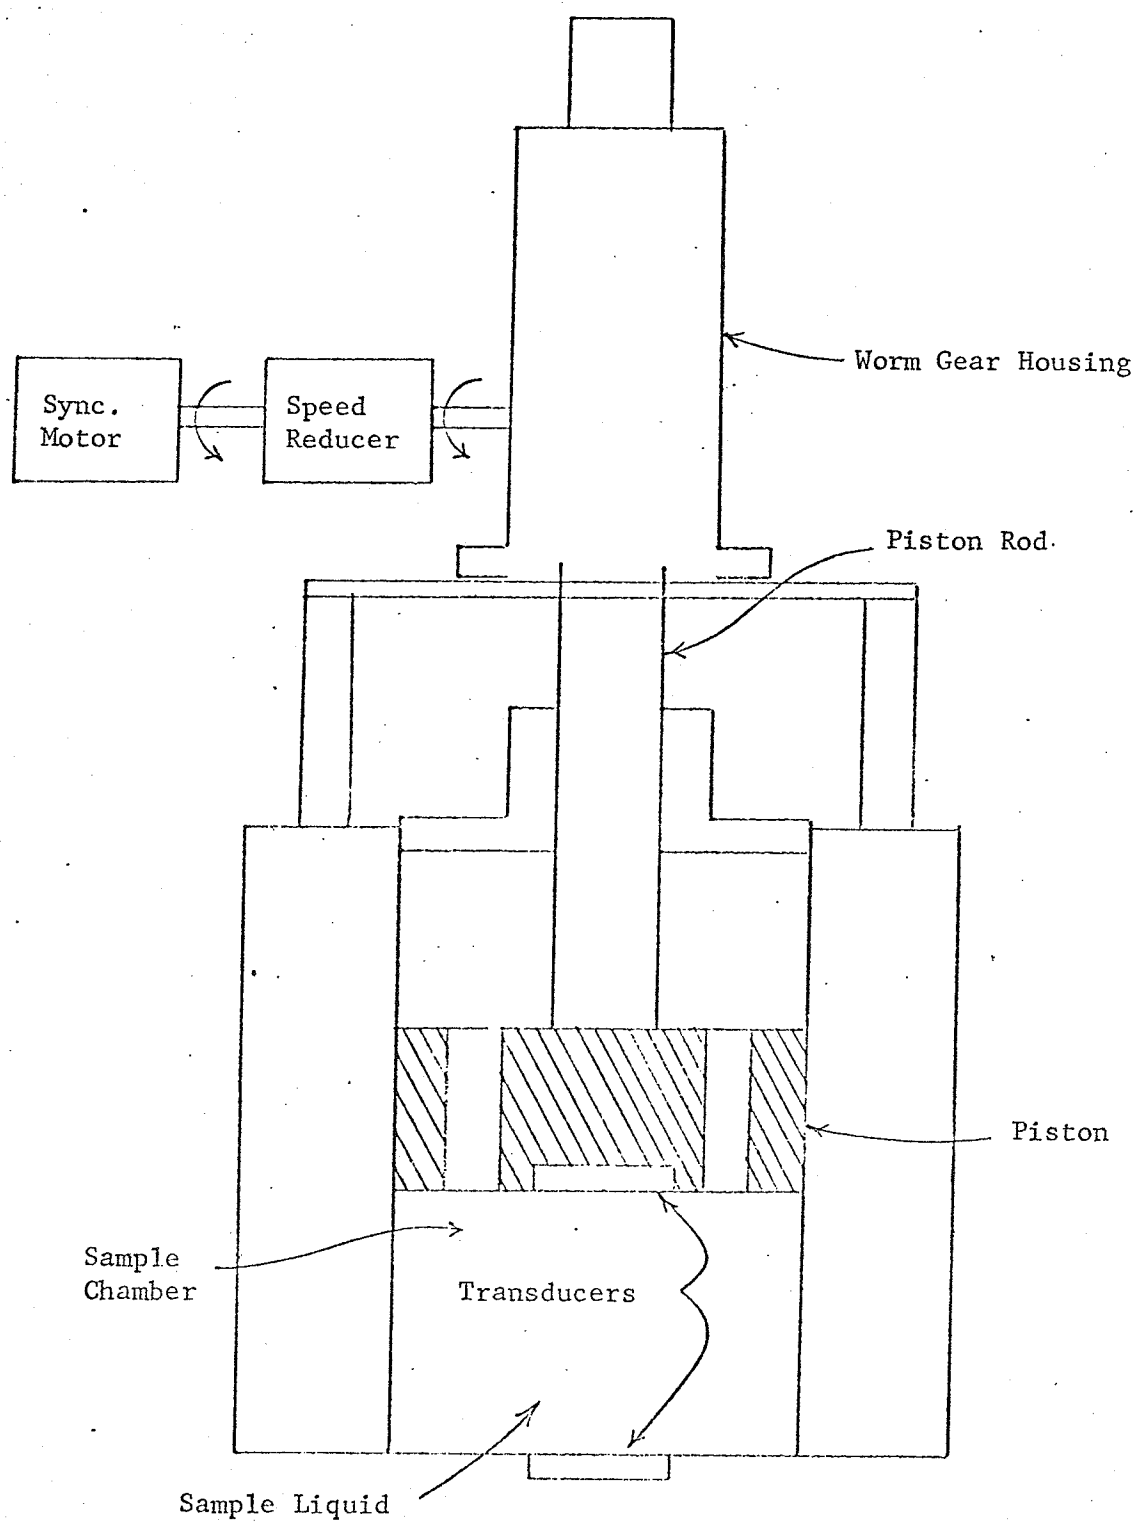 Worm Gear Housing
Sync.
Motor
Speed
Reducer
Piston Rod
Piston
Sample
Chamber
Transducers
Sample Liquid